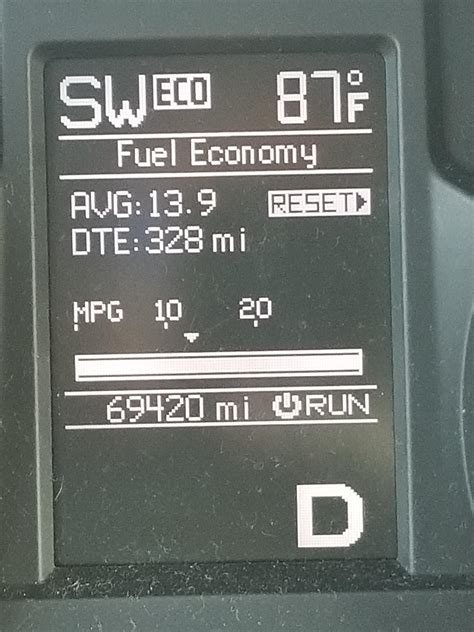 SW ECO 87°F
Fuel Economy
AVG: 13.9 RESET
DTE: 328 mi
MPG 10 20
69420 mi RUN
D